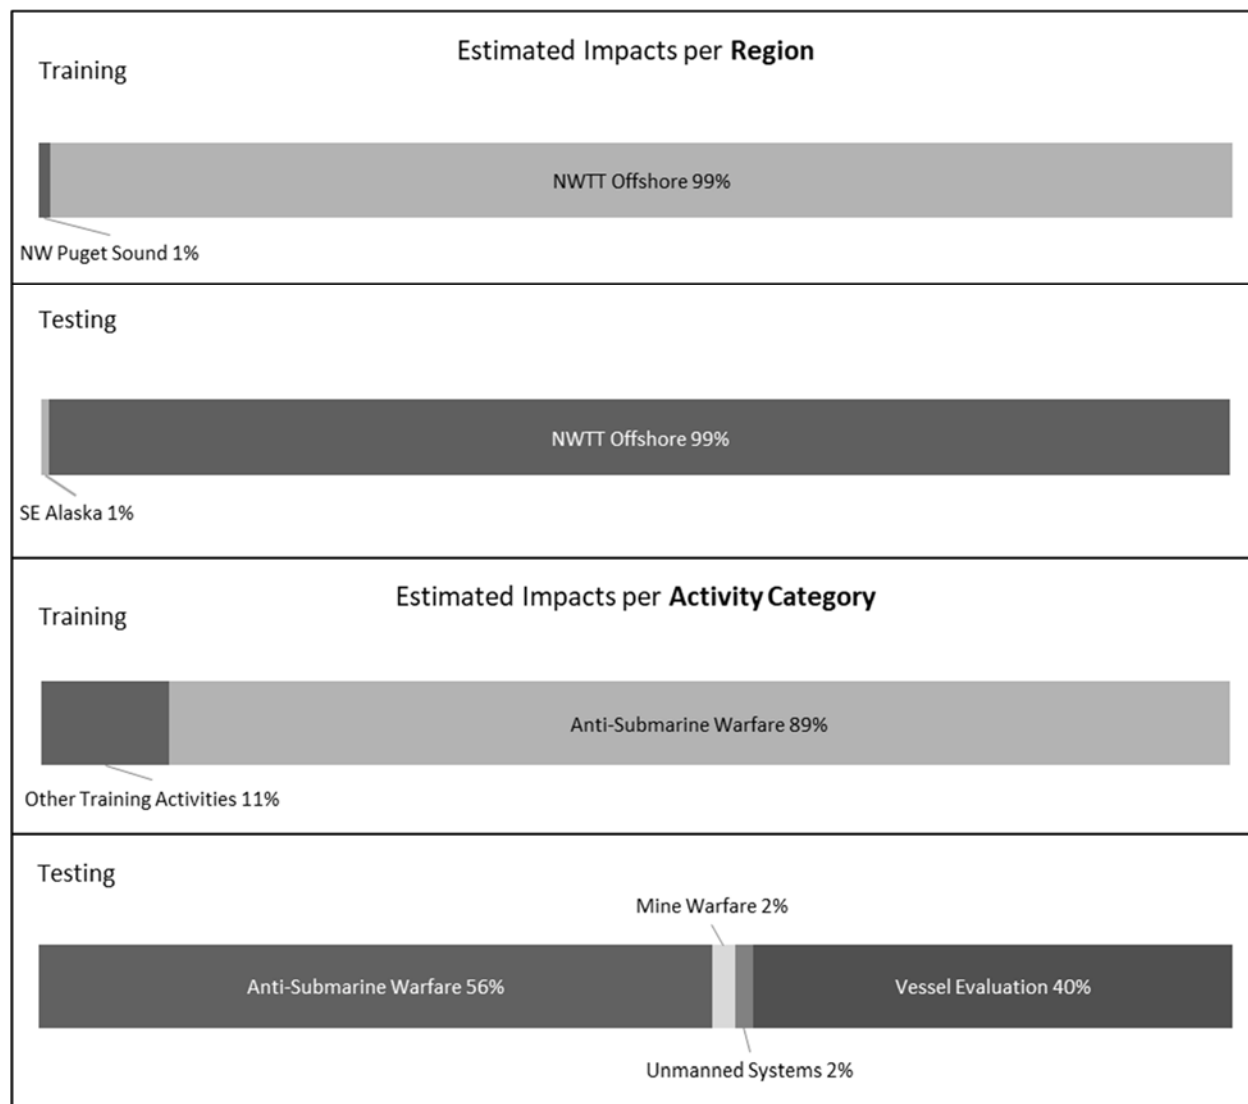 Estimated Impacts per Region
Training
NWTT Offshore 99%
NW Puget Sound 1%
Testing
NWTT Offshore 99%
SE Alaska 1%
Estimated Impacts per Activity Category
Training
Anti-Submarine Warfare 89%
Other Training Activities 11%
Testing
Mine Warfare 2%
Anti-Submarine Warfare 56%
Vessel Evaluation 40%
Unmanned Systems 2%